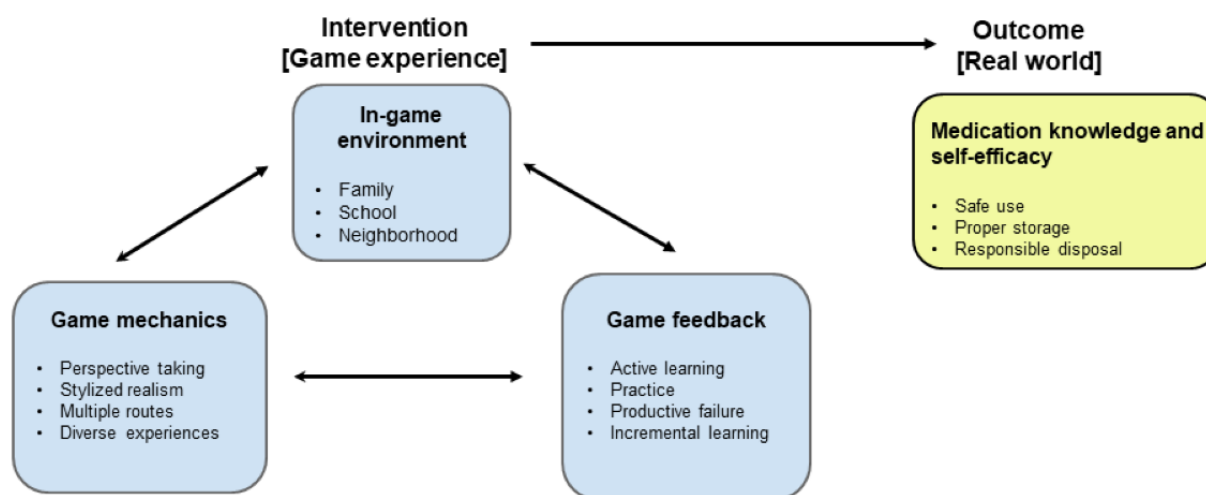 Intervention
[Game experience]
Outcome
[Real world]
In-game
environment
• Family
• School
• Neighborhood
Medication knowledge and
self-efficacy
• Safe use
• Proper storage
• Responsible disposal
Game mechanics
• Perspective taking
• Stylized realism
• Multiple routes
• Diverse experiences
Game feedback
• Active learning
• Practice
• Productive failure
• Incremental learning